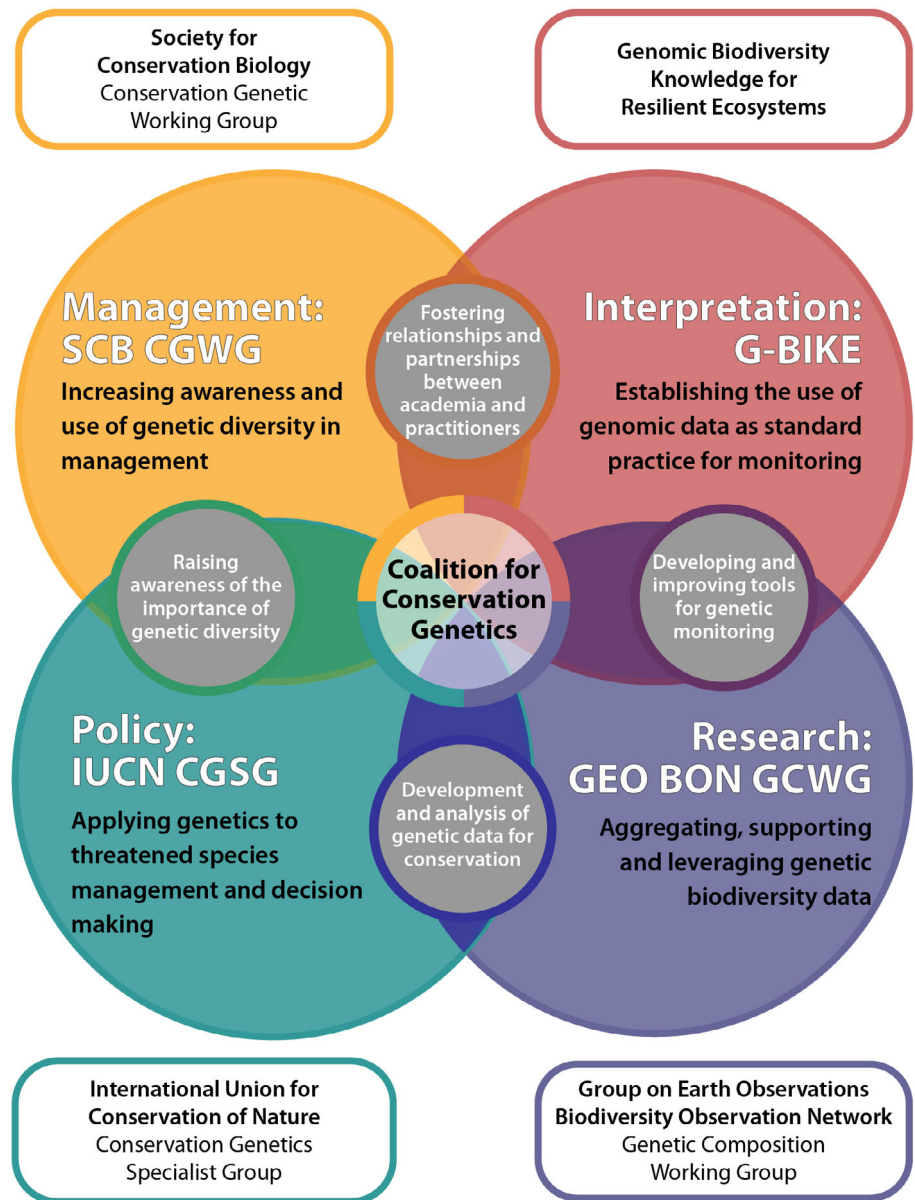 Society for
Conservation Biology
Conservation Genetic
Working Group
Genomic Biodiversity
Knowledge for
Resilient Ecosystems
Management:
SCB CGWG
Increasing awareness and
use of genetic diversity in
management
Fostering
relationships and
partnerships
between
academia and
practitioners
Interpretation:
G-BIKE
Establishing the use of
genomic data as standard
practice for monitoring
Raising
awareness of the
importance of
genetic diversity
Coalition for
Conservation
Genetics
Developing and
improving tools
for genetic
monitoring
Policy:
IUCN CGSG
Applying genetics to
threatened species
management and decision
making
Development
and analysis of
genetic data for
conservation
Research:
GEO BON GCWG
Aggregating, supporting
and leveraging genetic
biodiversity data
International Union for
Conservation of Nature
Conservation Genetics
Specialist Group
Group on Earth Observations
Biodiversity Observation Network
Genetic Composition
Working Group